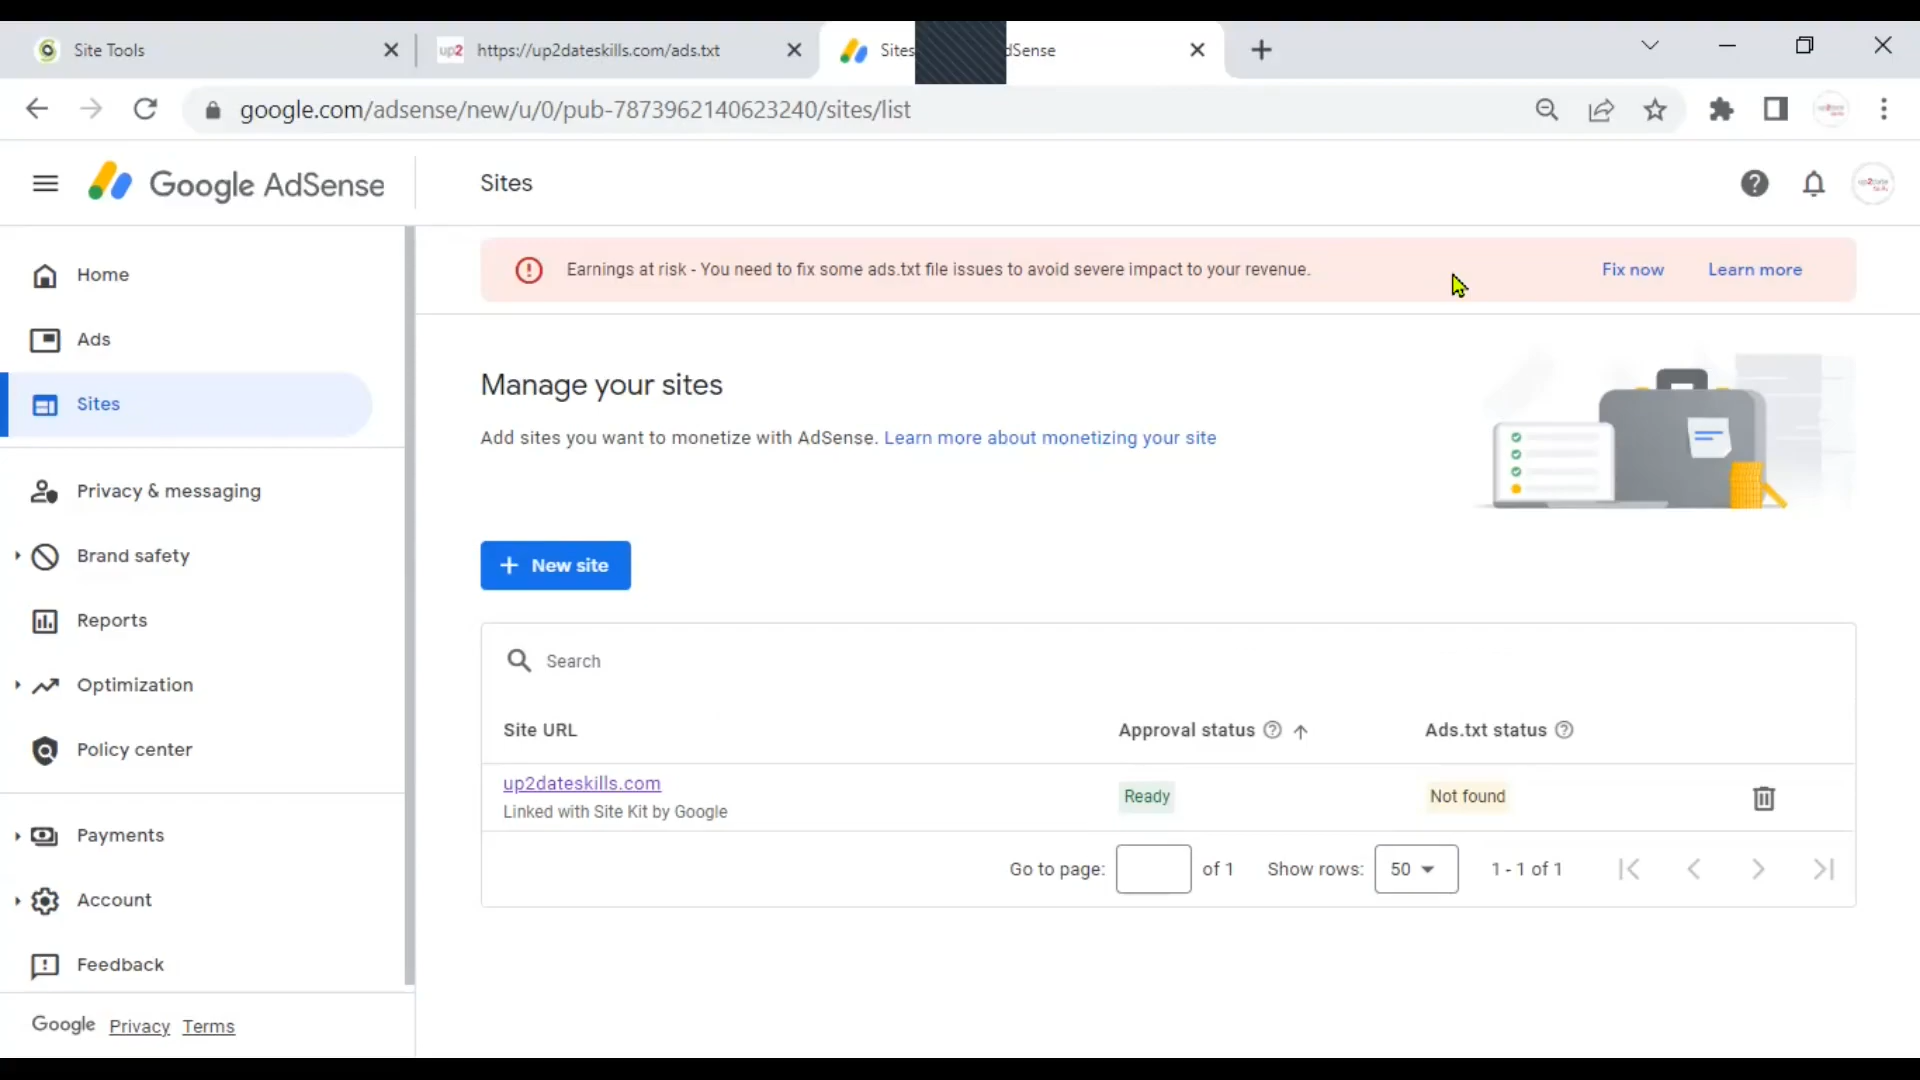 Site Tools
up2 https://up2dateskills.com/ads.txt
Sites dSense
google.com/adsense/new/u/0/pub-7873962140623240/sites/list
Google AdSense
Sites
Home
Ads
Sites
Privacy & messaging
Brand safety
Reports
Optimization
Policy center
Payments
Account
Feedback
Google Privacy Terms
Earnings at risk - You need to fix some ads.txt file issues to avoid severe impact to your revenue. Fix now Learn more
Manage your sites
Add sites you want to monetize with AdSense. Learn more about monetizing your site
+ New site
Search
Site URL Approval status Ads.txt status
up2dateskills.com Ready Not found
Linked with Site Kit by Google
Go to page: of 1 Show rows: 50 1 - 1 of 1